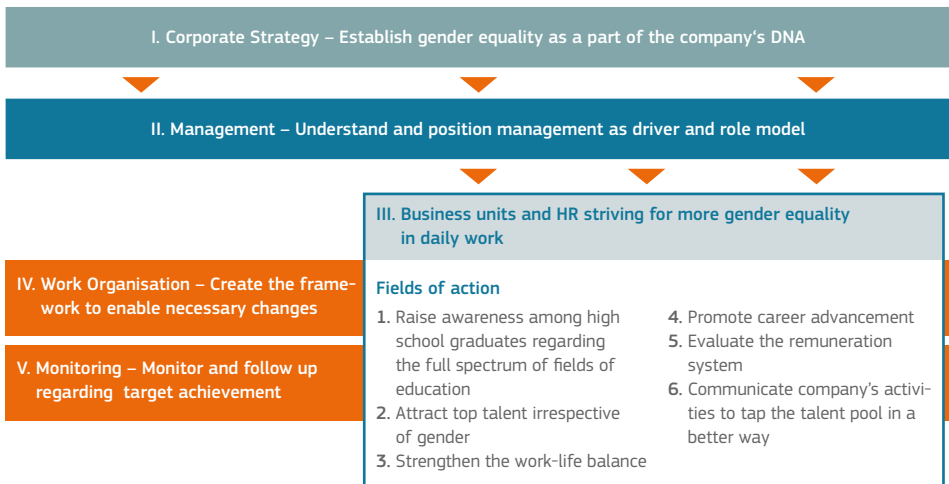 I. Corporate Strategy – Establish gender equality as a part of the company‘s DNA
II. Management – Understand and position management as driver and role model
III. Business units and HR striving for more gender equality
in daily work
IV. Work Organisation – Create the frame-
work to enable necessary changes
V. Monitoring – Monitor and follow up
regarding target achievement
Fields of action
1. Raise awareness among high
school graduates regarding
the full spectrum of fields of
education
2. Attract top talent irrespective
of gender
3. Strengthen the work-life balance
4. Promote career advancement
5. Evaluate the remuneration
system
6. Communicate company’s activi-
ties to tap the talent pool in a
better way